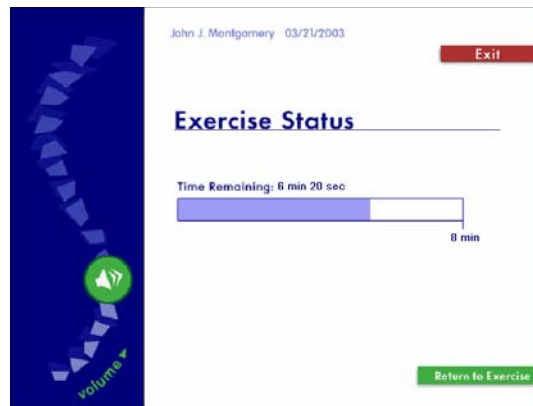 John J. Montgomery 03/21/2003
Exit
Exercise Status
Time Remaining: 6 min 20 sec
8 min
volume
Return to Exercise